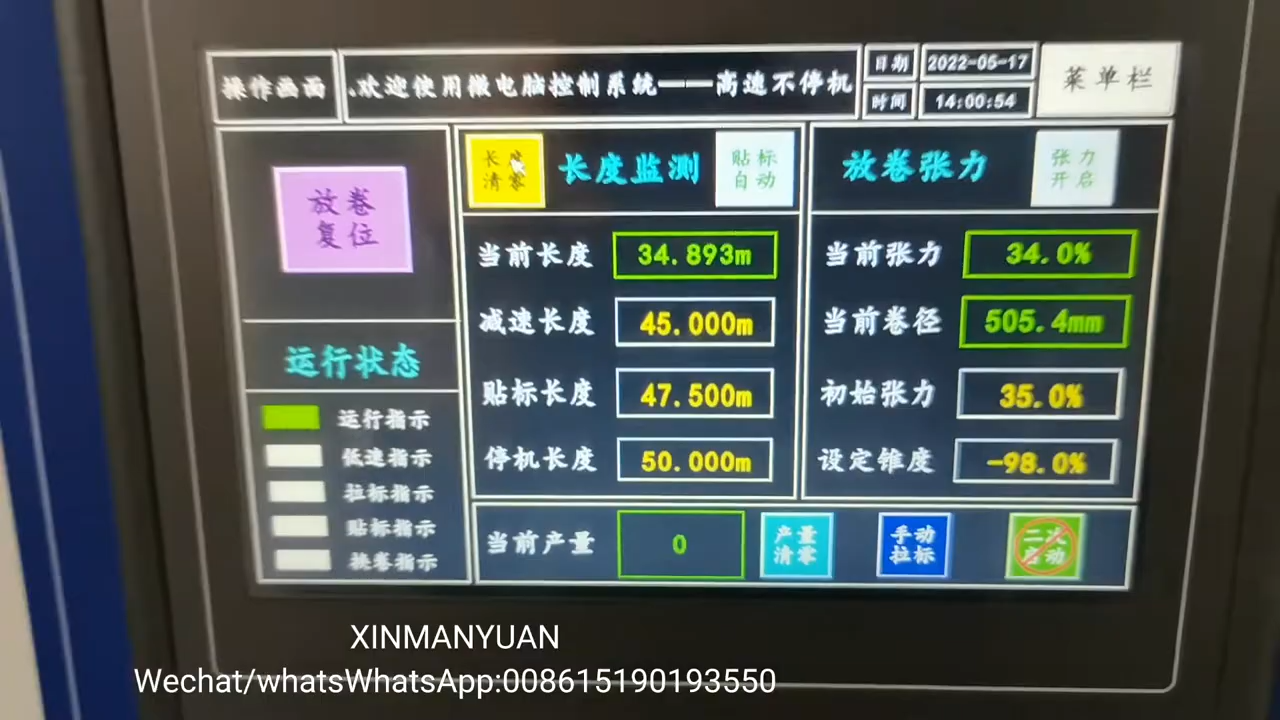 操作画面
.欢迎使用微电脑控制系统——高速不停机
日期
2022-05-17
时间
14:00:54
菜单栏
放卷
复位
运行状态
运行指示
低速指示
拉标指示
贴标指示
换卷指示
长度
清零
长度监测
贴标
自动
当前长度
34.893m
减速长度
45.000m
贴标长度
47.500m
停机长度
50.000m
放卷张力
张力
开启
当前张力
34.0%
当前卷径
505.4mm
初始张力
35.0%
设定锥度
-98.0%
当前产量
0
产量
清零
手动
拉标
二次
启动
XINMANYUAN
Wechat/whatsWhatsApp:008615190193550